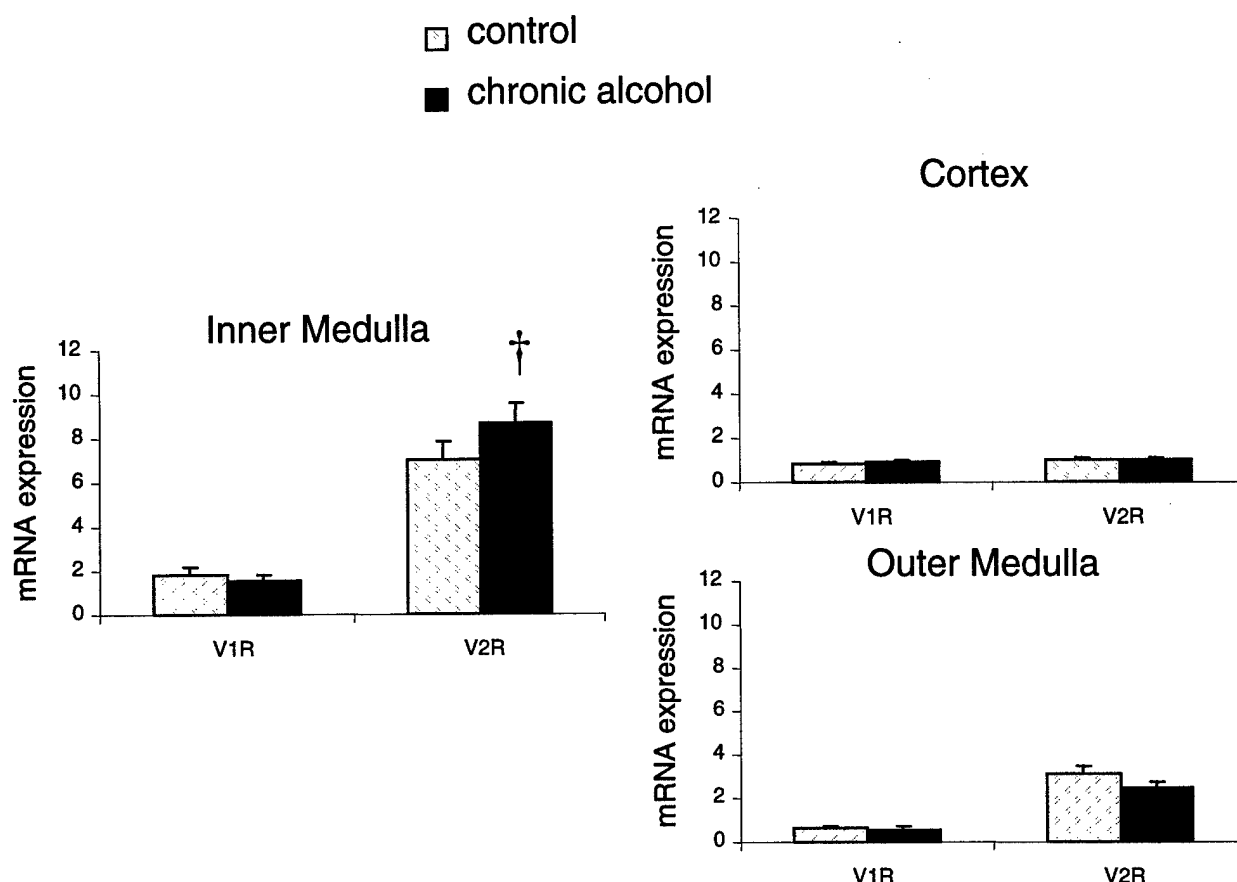 control
chronic alcohol
Inner Medulla
†
mRNA expression
12
10
8
6
4
2
0
V1R
V2R
Cortex
mRNA expression
12
10
8
6
4
2
0
V1R
V2R
Outer Medulla
mRNA expression
12
10
8
6
4
2
0
V1R
V2R